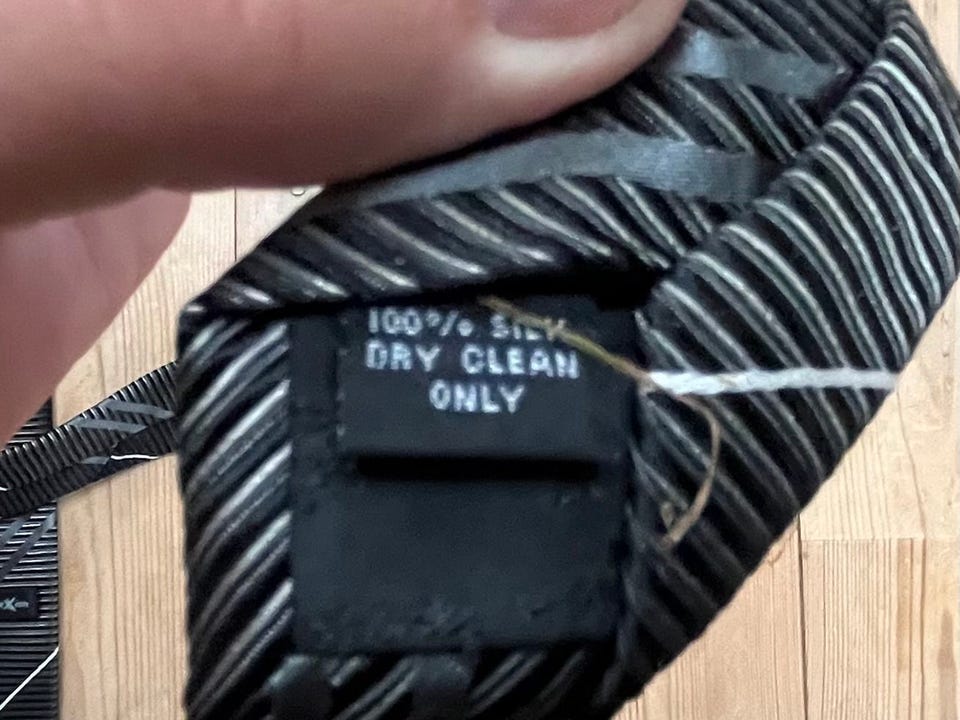 100% SILK
DRY CLEAN
ONLY